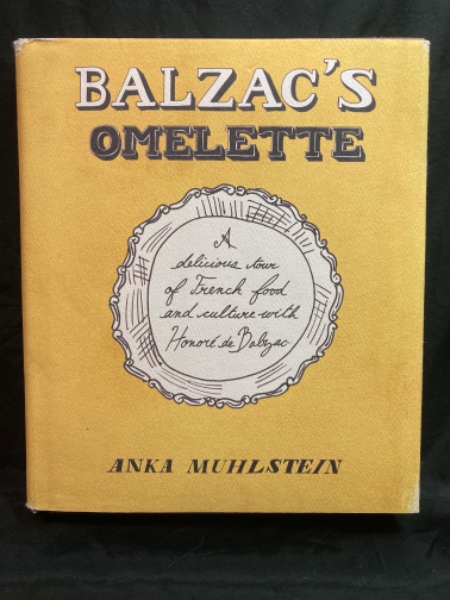 BALZAC'S
OMELETTE
A
delicious tour
of French food
and culture with
Honoré de Balzac
ANKA MUHLSTEIN